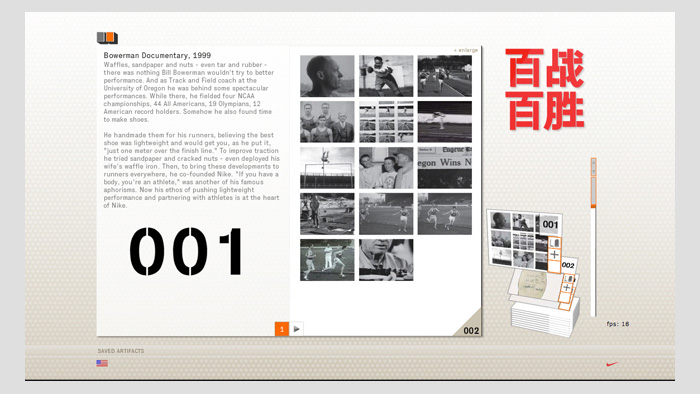 + enlarge
Bowerman Documentary, 1999
Waffles, sandpaper and nuts - even tar and rubber -
there was nothing Bill Bowerman wouldn't try to better
performance. And as Track and Field coach at the
University of Oregon he was behind some spectacular
performances. While there, he fielded four NCAA
championships, 44 All Americans, 19 Olympians, 12
American record holders. Somehow he also found time
to make shoes.
He handmade them for his runners, believing the best
shoe was lightweight and would get you, as he put it,
"just one meter over the finish line." To improve traction
he tried sandpaper and cracked nuts - even deployed his
wife's waffle iron. Then, to bring these developments to
runners everywhere, he co-founded Nike. "If you have a
body, you're an athlete," was another of his famous
aphorisms. Now his ethos of pushing lightweight
performance and partnering with athletes is at the heart
of Nike.
001
Eugene R
egon Wins N
1
002
百战
百胜
001
002
fps: 18
SAVED ARTIFACTS